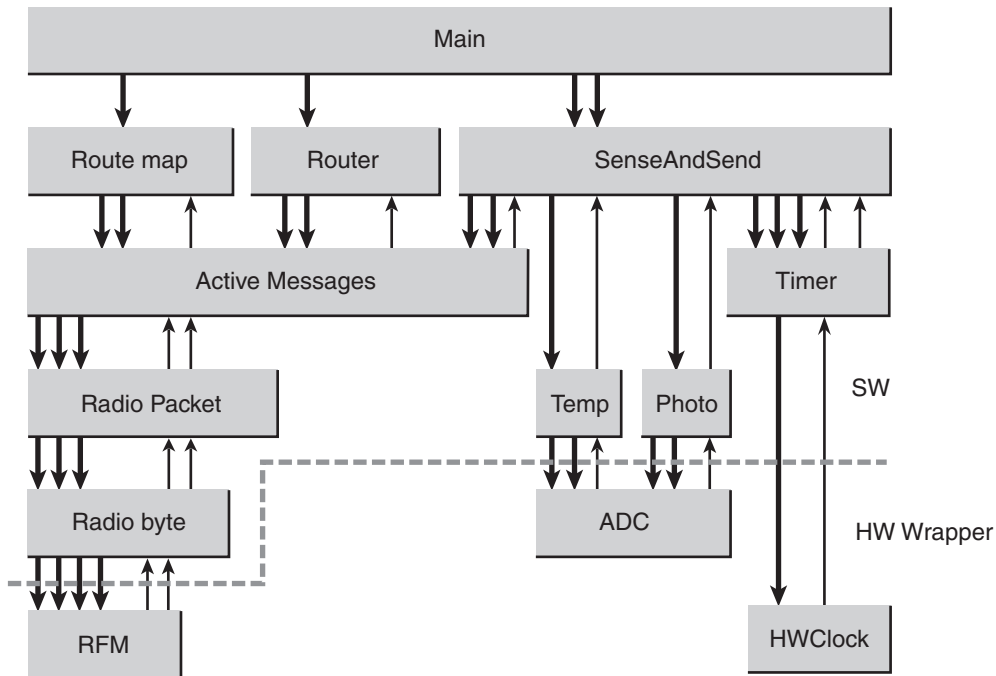 Main
Route map
Router
SenseAndSend
Active Messages
Timer
Radio Packet
Temp
Photo
SW
Radio byte
ADC
HW Wrapper
RFM
HWClock